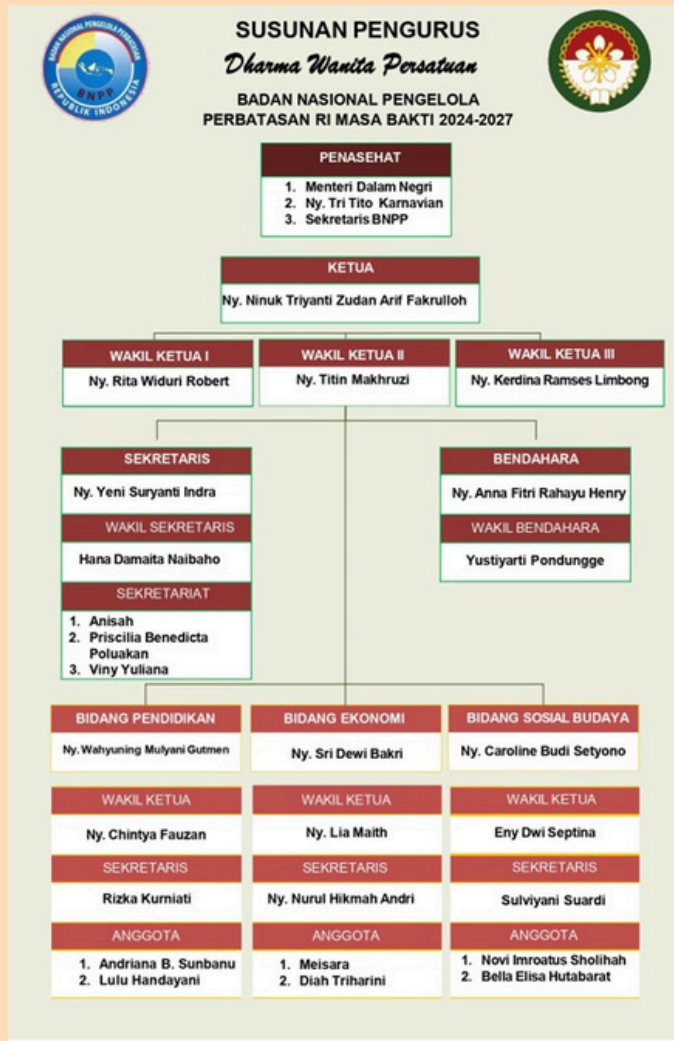 BADAN NASIONAL PENGELOLA PERBATASAN
BNPP
REPUBLIK INDONESIA
SUSUNAN PENGURUS
Dharma Wanita Persatuan
BADAN NASIONAL PENGELOLA
PERBATASAN RI MASA BAKTI 2024-2027
PENASEHAT
1. Menteri Dalam Negri
2. Ny. Tri Tito Karnavian
3. Sekretaris BNPP
KETUA
Ny. Ninuk Triyanti Zudan Arif Fakrulloh
WAKIL KETUA I
Ny. Rita Widuri Robert
WAKIL KETUA II
Ny. Titin Makhruzi
WAKIL KETUA III
Ny. Kerdina Ramses Limbong
SEKRETARIS
Ny. Yeni Suryanti Indra
WAKIL SEKRETARIS
Hana Damaita Naibaho
SEKRETARIAT
1. Anisah
2. Priscilia Benedicta
Poluakan
3. Viny Yuliana
BENDAHARA
Ny. Anna Fitri Rahayu Henry
WAKIL BENDAHARA
Yustiyarti Pondungge
BIDANG PENDIDIKAN
Ny. Wahyuning Mulyani Gutmen
WAKIL KETUA
Ny. Chintya Fauzan
SEKRETARIS
Rizka Kurniati
ANGGOTA
1. Andriana B. Sunbanu
2. Lulu Handayani
BIDANG EKONOMI
Ny. Sri Dewi Bakri
WAKIL KETUA
Ny. Lia Maith
SEKRETARIS
Ny. Nurul Hikmah Andri
ANGGOTA
1. Meisara
2. Diah Triharini
BIDANG SOSIAL BUDAYA
Ny. Caroline Budi Setyono
WAKIL KETUA
Eny Dwi Septina
SEKRETARIS
Sulviyani Suardi
ANGGOTA
1. Novi Imroatus Sholihah
2. Bella Elisa Hutabarat